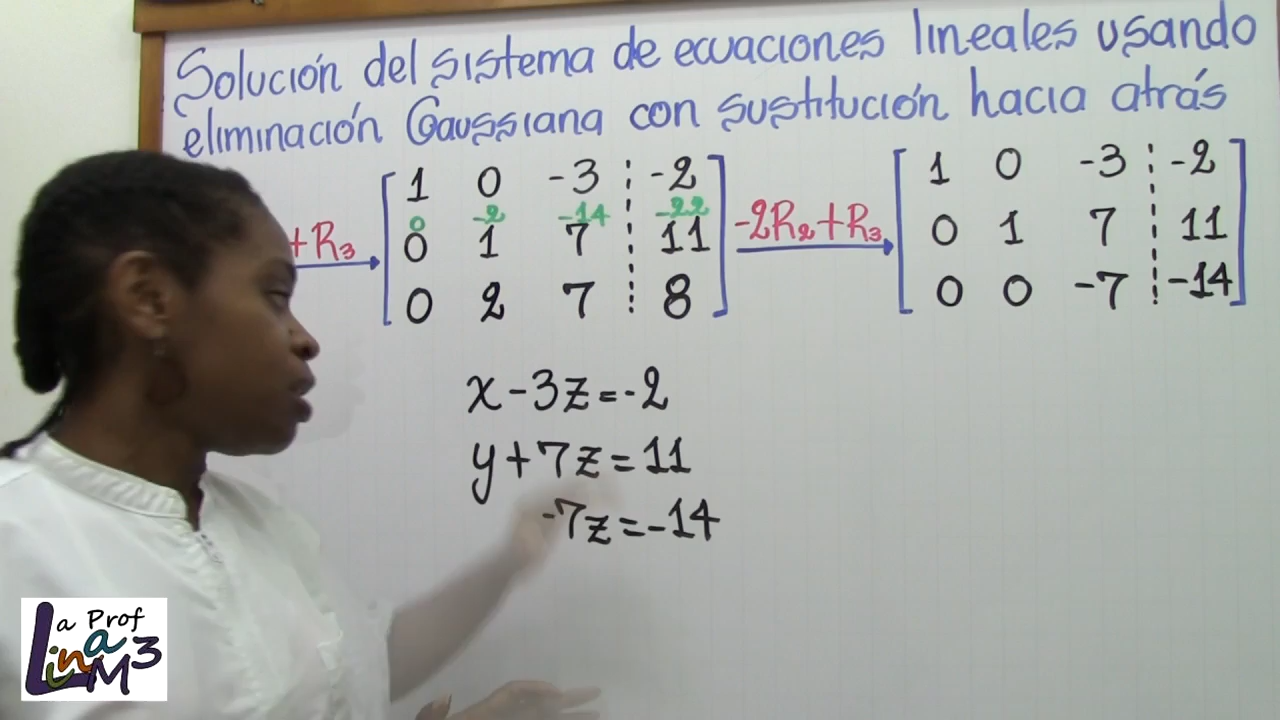 Solución del sistema de ecuaciones lineales usando
eliminación Gaussiana con sustitución hacia atrás
1 0 -3 -2
0 -2 -14 -22
+R3 0 1 7 11
0 2 7 8
-2R2+R3
1 0 -3 -2
0 1 7 11
0 0 -7 -14
x-3z=-2
y+7z=11
-7z=-14
La Prof
Lina M3